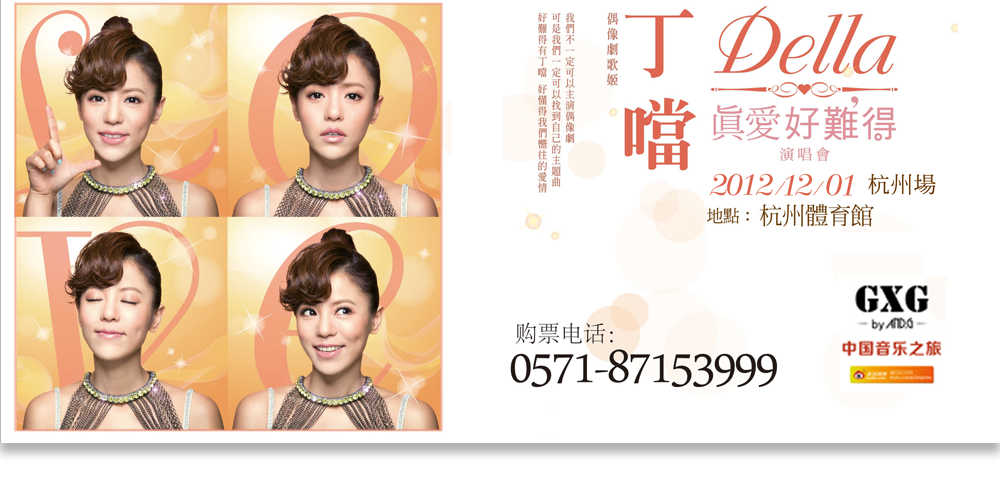 L
O
V
e
偶像劇歌姬
丁噹
我們不一定可以主演偶像劇
可是我們一定可以找到自己的主題曲
好難得有丁噹 好懂得我們嚮往的愛情
Della
眞愛好難得
演唱會
2012/12/01 杭州場
地點：杭州體育館
购票电话：
0571-87153999
GXG
by AND.G
中国音乐之旅